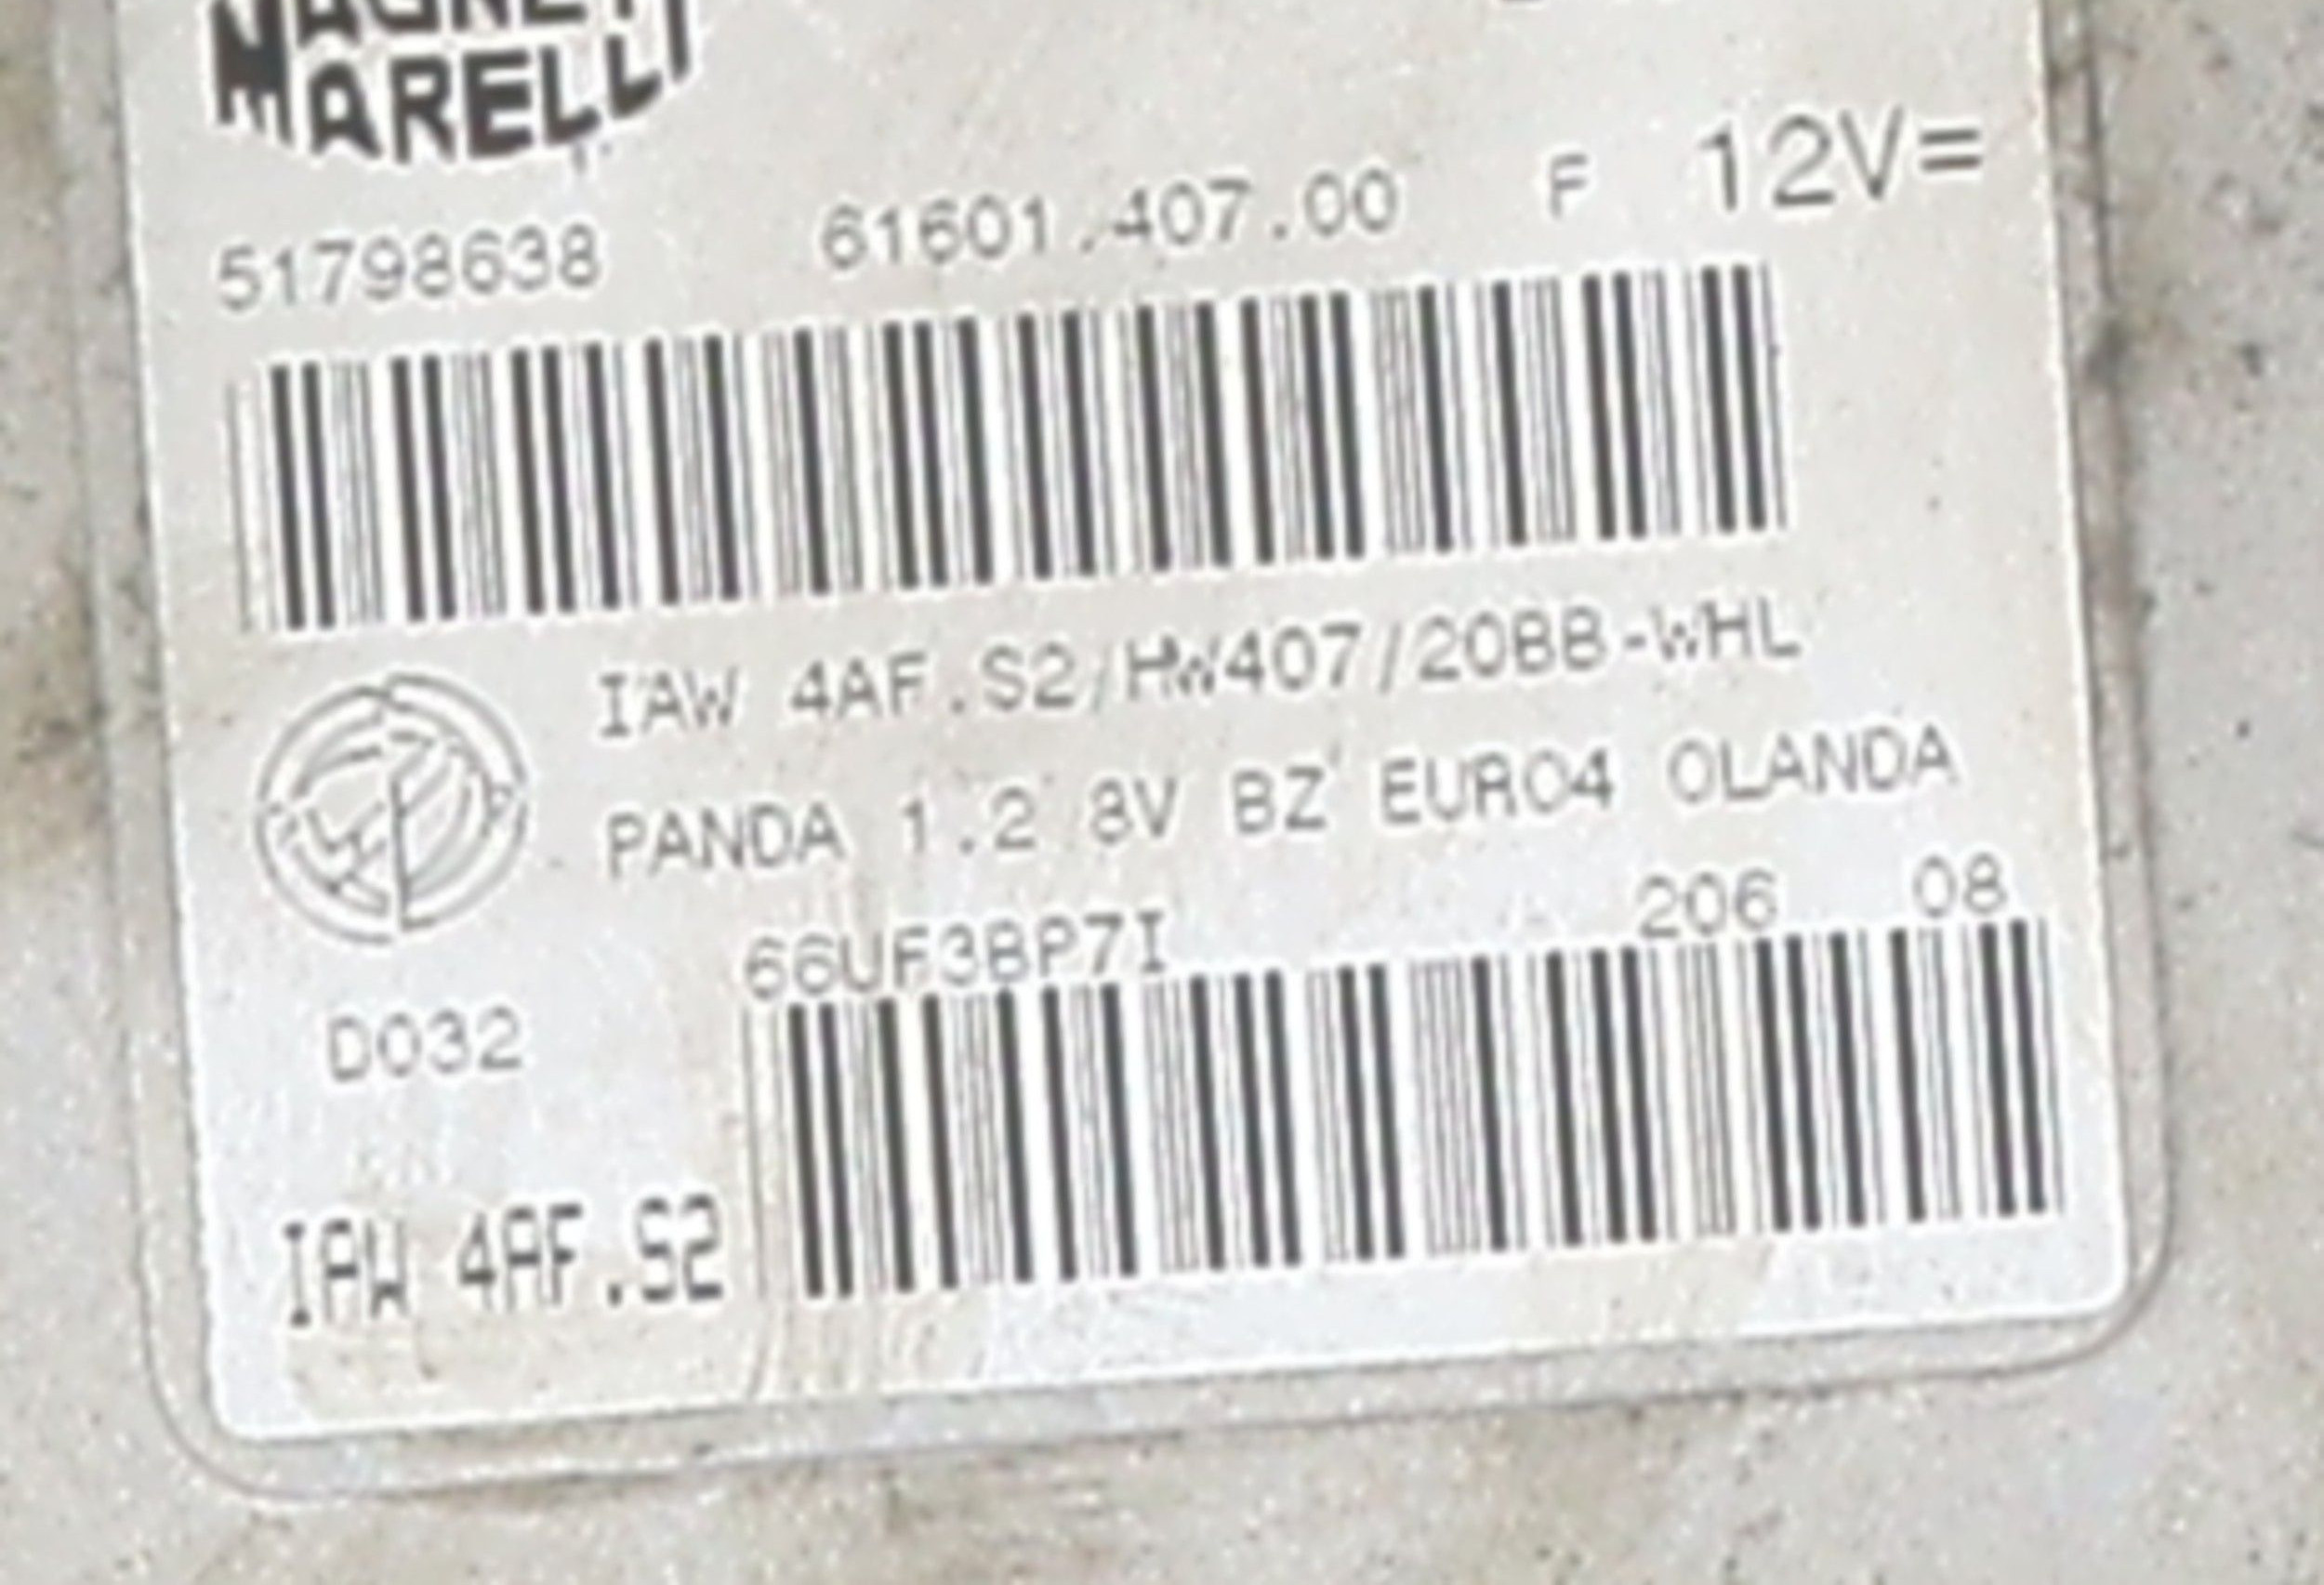 MAGNETI
MARELLI
51798638 61601.407.00 F 12V=
IAW 4AF.S2/HW407/20BB-WHL
PANDA 1.2 8V BZ EURO4 OLANDA
66UF3BP7I 206 08
D032
IAW 4AF.S2